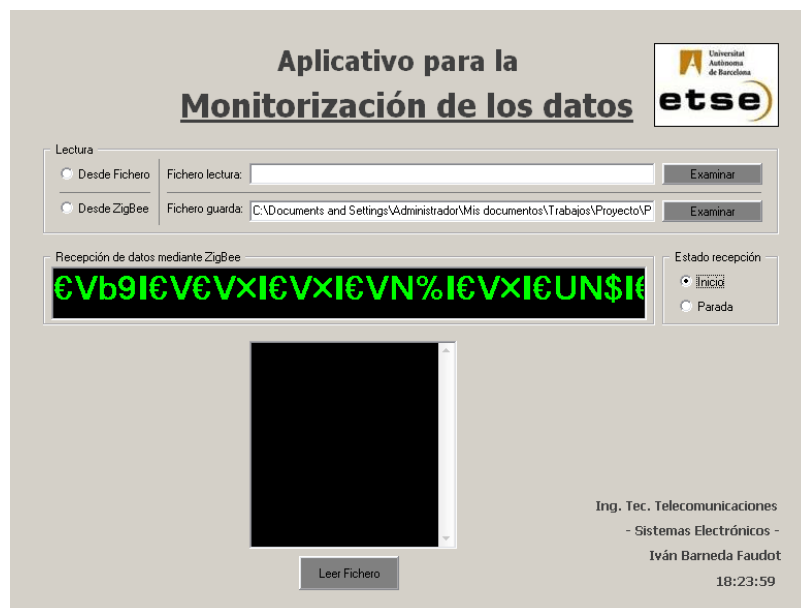 Aplicativo para la
Monitorización de los datos
Universitat
Autònoma
de Barcelona
etse
Lectura
Desde Fichero
Fichero lectura:
Examinar
Desde ZigBee
Fichero guarda:
C:\Documents and Settings\Administrador\Mis documentos\Trabajos\Proyecto\P
Examinar
Recepción de datos mediante ZigBee
€Vb9I€V€V×I€V×I€VN%I€V×I€UN$I€
Estado recepción
Inicio
Parada
Leer Fichero
Ing. Tec. Telecomunicaciones
- Sistemas Electrónicos -
Iván Barneda Faudot
18:23:59